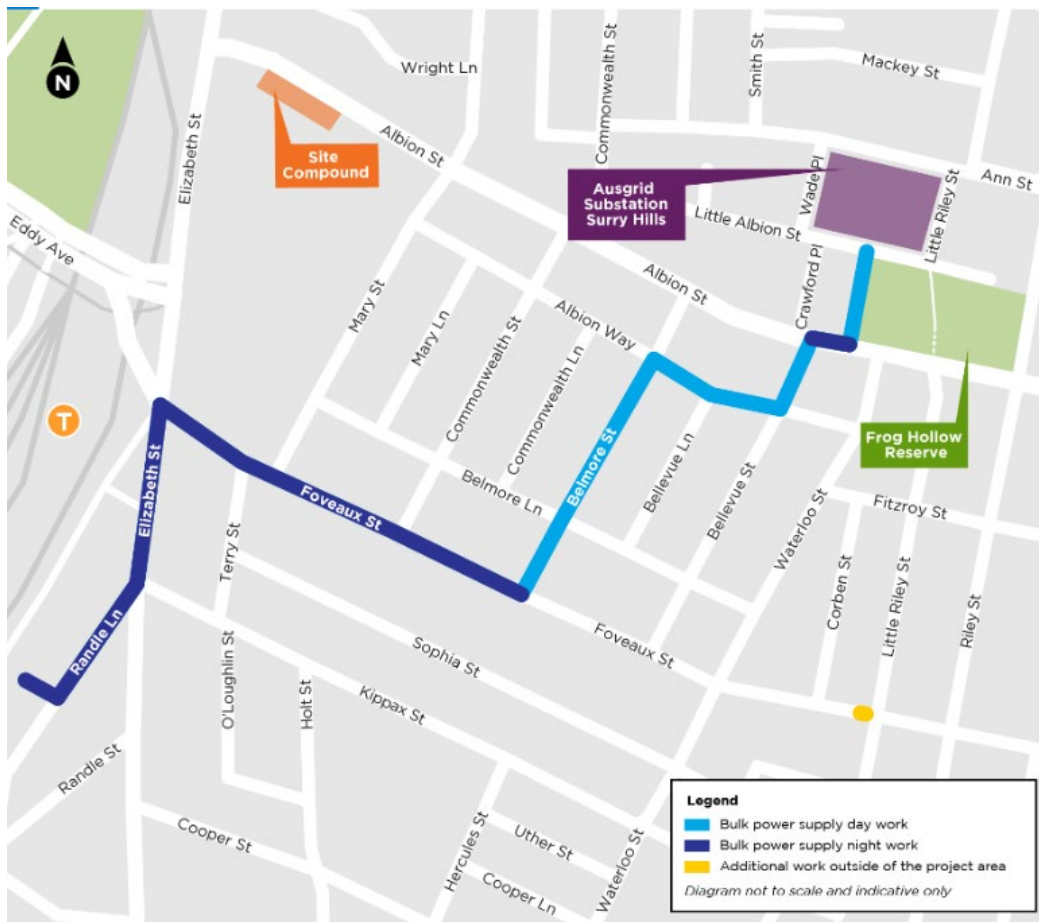 N
Wright Ln
Commonwealth St
Smith St
Mackey St
Elizabeth St
Site
Compound
Albion St
Ausgrid
Substation
Surry Hills
Wade Pl
Ann St
Little Riley St
Little Albion St
Eddy Ave
Mary St
Mary Ln
Albion Way
Albion St
Crawford Pl
Commonwealth St
Commonwealth Ln
T
Frog Hollow
Reserve
Elizabeth St
Foveaux St
Belmore Ln
Belmore St
Bellevue Ln
Bellevue St
Waterloo St
Fitzroy St
Terry St
Corben St
Little Riley St
Riley St
Randle Ln
Foveaux St
Sophia St
O'Loughlin St
Holt St
Kippax St
Randle St
Cooper St
Hercules St
Uther St
Cooper Ln
Waterloo St
Legend
Bulk power supply day work
Bulk power supply night work
Additional work outside of the project area
Diagram not to scale and indicative only